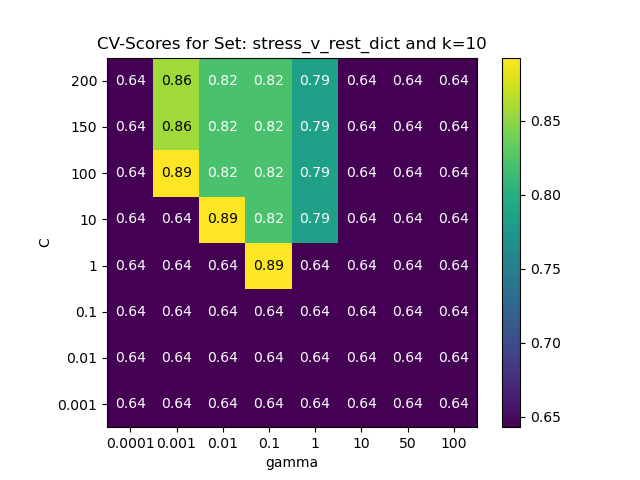 CV-Scores for Set: stress_v_rest_dict and k=10
200 0.64 0.86 0.82 0.82 0.79 0.64 0.64 0.64
150 0.64 0.86 0.82 0.82 0.79 0.64 0.64 0.64
100 0.64 0.89 0.82 0.82 0.79 0.64 0.64 0.64
10 0.64 0.64 0.89 0.82 0.79 0.64 0.64 0.64
1 0.64 0.64 0.64 0.89 0.64 0.64 0.64 0.64
0.1 0.64 0.64 0.64 0.64 0.64 0.64 0.64 0.64
0.01 0.64 0.64 0.64 0.64 0.64 0.64 0.64 0.64
0.001 0.64 0.64 0.64 0.64 0.64 0.64 0.64 0.64
0.0001 0.001 0.01 0.1 1 10 50 100
gamma
C
0.85
0.80
0.75
0.70
0.65